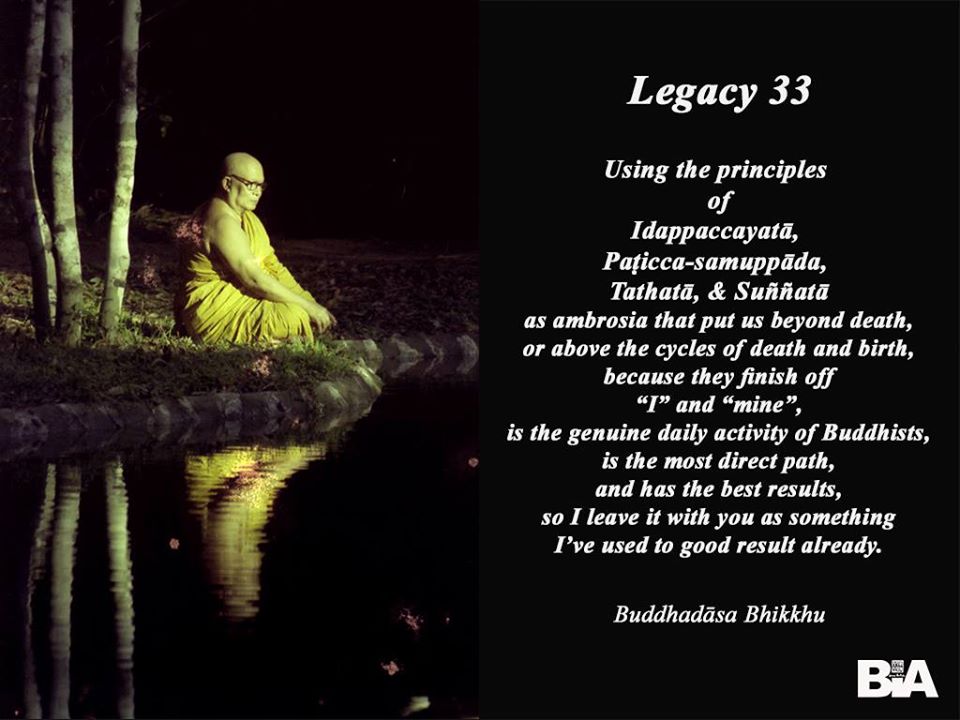 Legacy 33
Using the principles
of
Idappaccayatā,
Paṭicca-samuppāda,
Tathatā, & Suññatā
as ambrosia that put us beyond death,
or above the cycles of death and birth,
because they finish off
“I” and “mine”,
is the genuine daily activity of Buddhists,
is the most direct path,
and has the best results,
so I leave it with you as something
I’ve used to good result already.
Buddhadāsa Bhikkhu
BiA